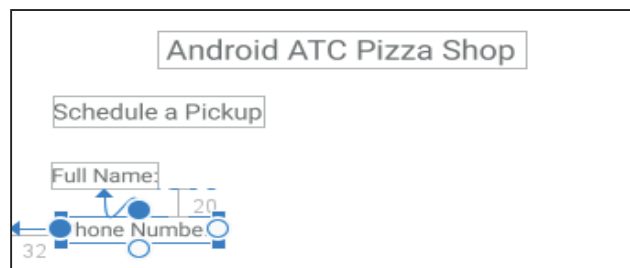 Android ATC Pizza Shop
Schedule a Pickup
Full Name:
20
hone Numbe
32